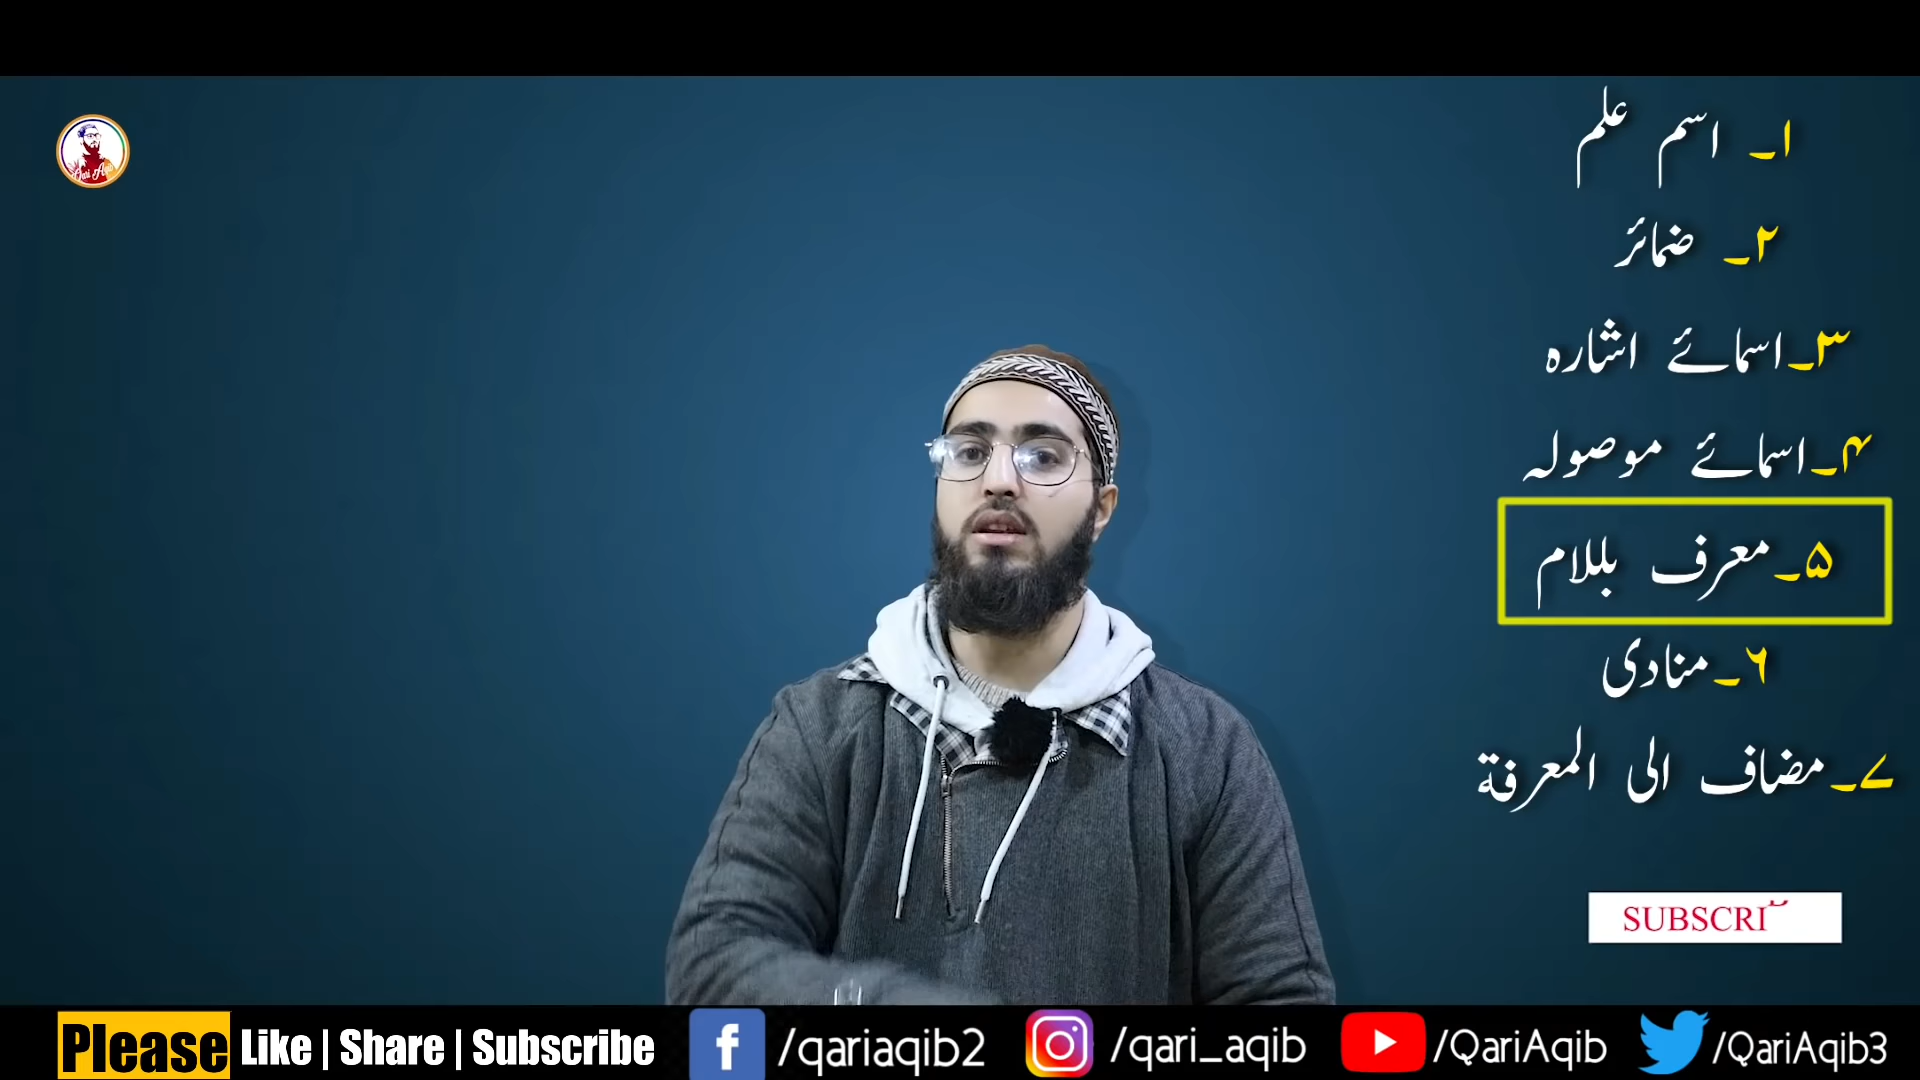 ۱۔ اسم علم
۲۔ ضمائر
۳۔اسمائے اشارہ
۴۔اسمائے موصولہ
۵۔معرف بللام
۶۔منادی
۷۔مضاف الی المعرفة
SUBSCRI
Please Like | Share | Subscribe /qariaqib2 /qari_aqib /QariAqib /QariAqib3